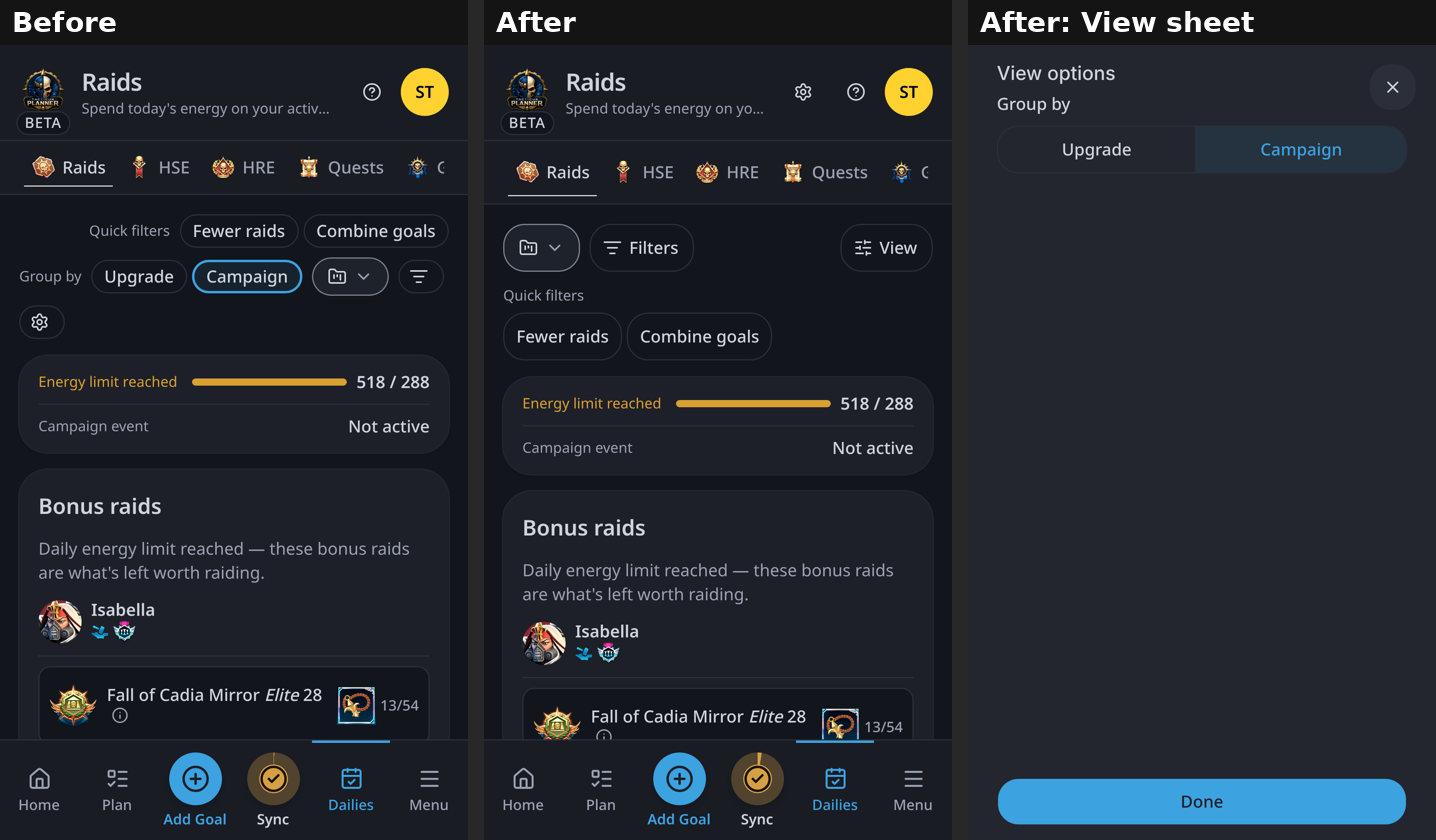 Before
PLANNER
BETA
Raids
Spend today's energy on your activ...
ST
Raids
HSE
HRE
Quests
Quick filters
Fewer raids
Combine goals
Group by
Upgrade
Campaign
Energy limit reached
518 / 288
Campaign event
Not active
Bonus raids
Daily energy limit reached — these bonus raids
are what's left worth raiding.
Isabella
Fall of Cadia Mirror Elite 28
13/54
Home
Plan
Add Goal
Sync
Dailies
Menu
After
PLANNER
BETA
Raids
Spend today's energy on yo...
ST
Raids
HSE
HRE
Quests
Filters
View
Quick filters
Fewer raids
Combine goals
Energy limit reached
518 / 288
Campaign event
Not active
Bonus raids
Daily energy limit reached — these bonus raids
are what's left worth raiding.
Isabella
Fall of Cadia Mirror Elite 28
13/54
Home
Plan
Add Goal
Sync
Dailies
Menu
After: View sheet
View options
Group by
Upgrade
Campaign
Done